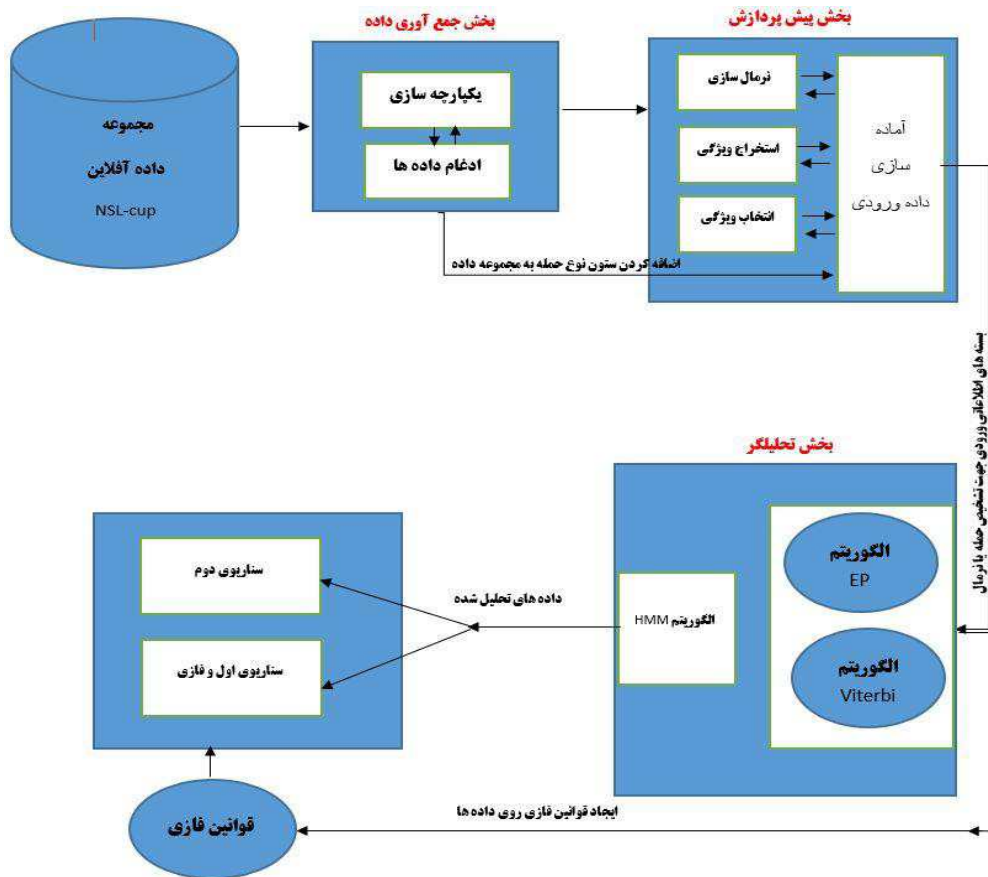 بخش جمع آوری داده
بخش پیش پردازش
مجموعه
داده آفلاین
NSL-cup
یکپارچه سازی
ادغام داده ها
نرمال سازی
استخراج ویژگی
انتخاب ویژگی
آماده
سازی
داده ورودی
اضافه کردن ستون نوع حمله به مجموعه داده
بسته های اطلاعاتی ورودی جهت تشخیص حمله یا نرمال
بخش تحلیلگر
الگوریتم
EP
الگوریتم
Viterbi
الگوریتم HMM
داده های تحلیل شده
سناریوی دوم
سناریوی اول و فازی
ایجاد قوانین فازی روی داده ها
قوانین فازی